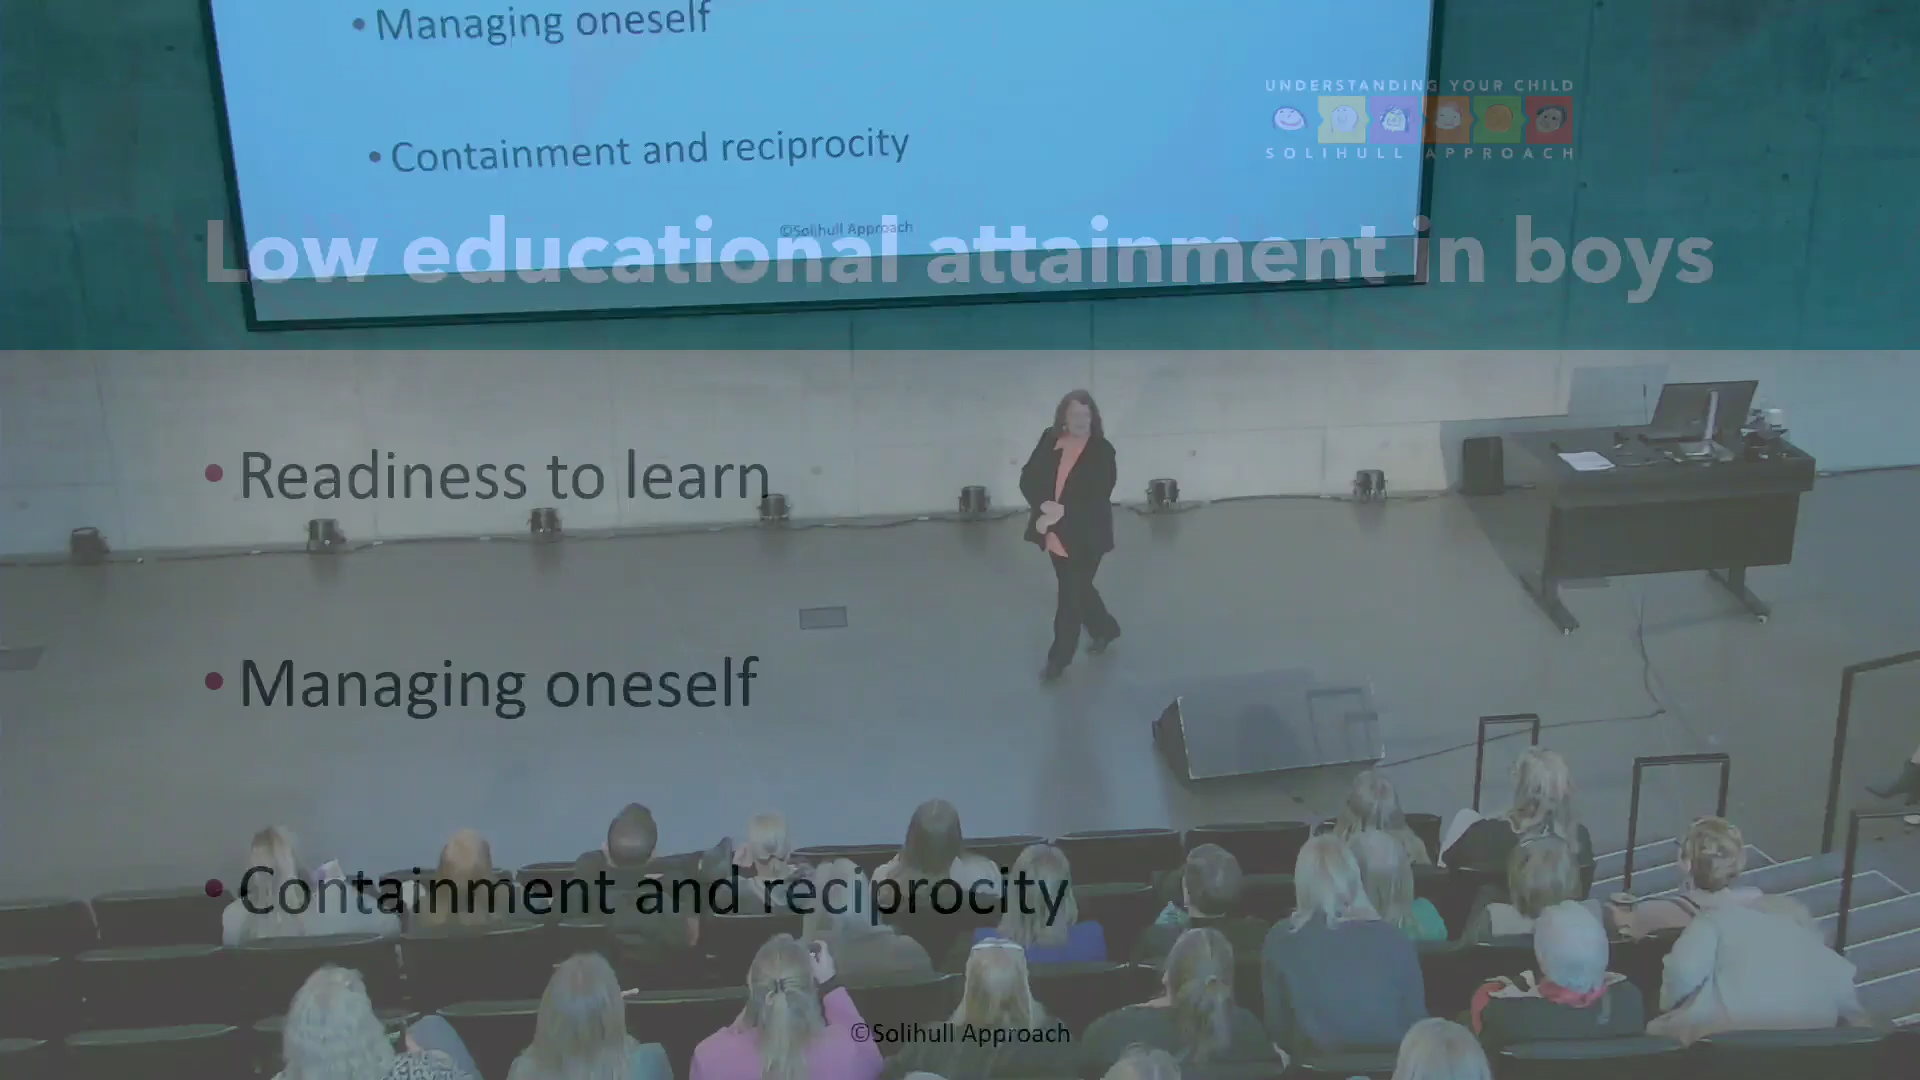 • Managing oneself
UNDERSTANDING YOUR CHILD
• Containment and reciprocity
SOLIHULL APPROACH
©Solihull Approach
Low educational attainment in boys
• Readiness to learn
• Managing oneself
• Containment and reciprocity
©Solihull Approach